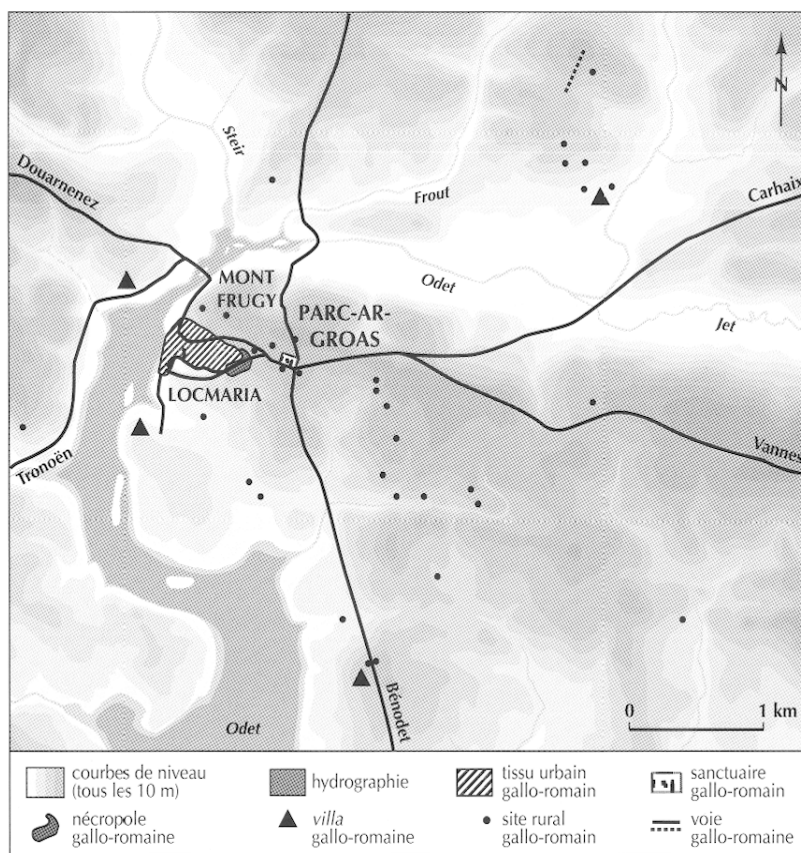 N
Steir
Douarnenez
Frout
Carhaix
MONT
FRUGY
Odet
PARC-AR-
GROAS
Jet
LOCMARIA
Tronoën
Vannes
Bénodet
Odet
0 1 km
courbes de niveau
(tous les 10 m)
hydrographie
tissu urbain
gallo-romain
sanctuaire
gallo-romain
nécropole
gallo-romaine
villa
gallo-romaine
site rural
gallo-romain
voie
gallo-romaine